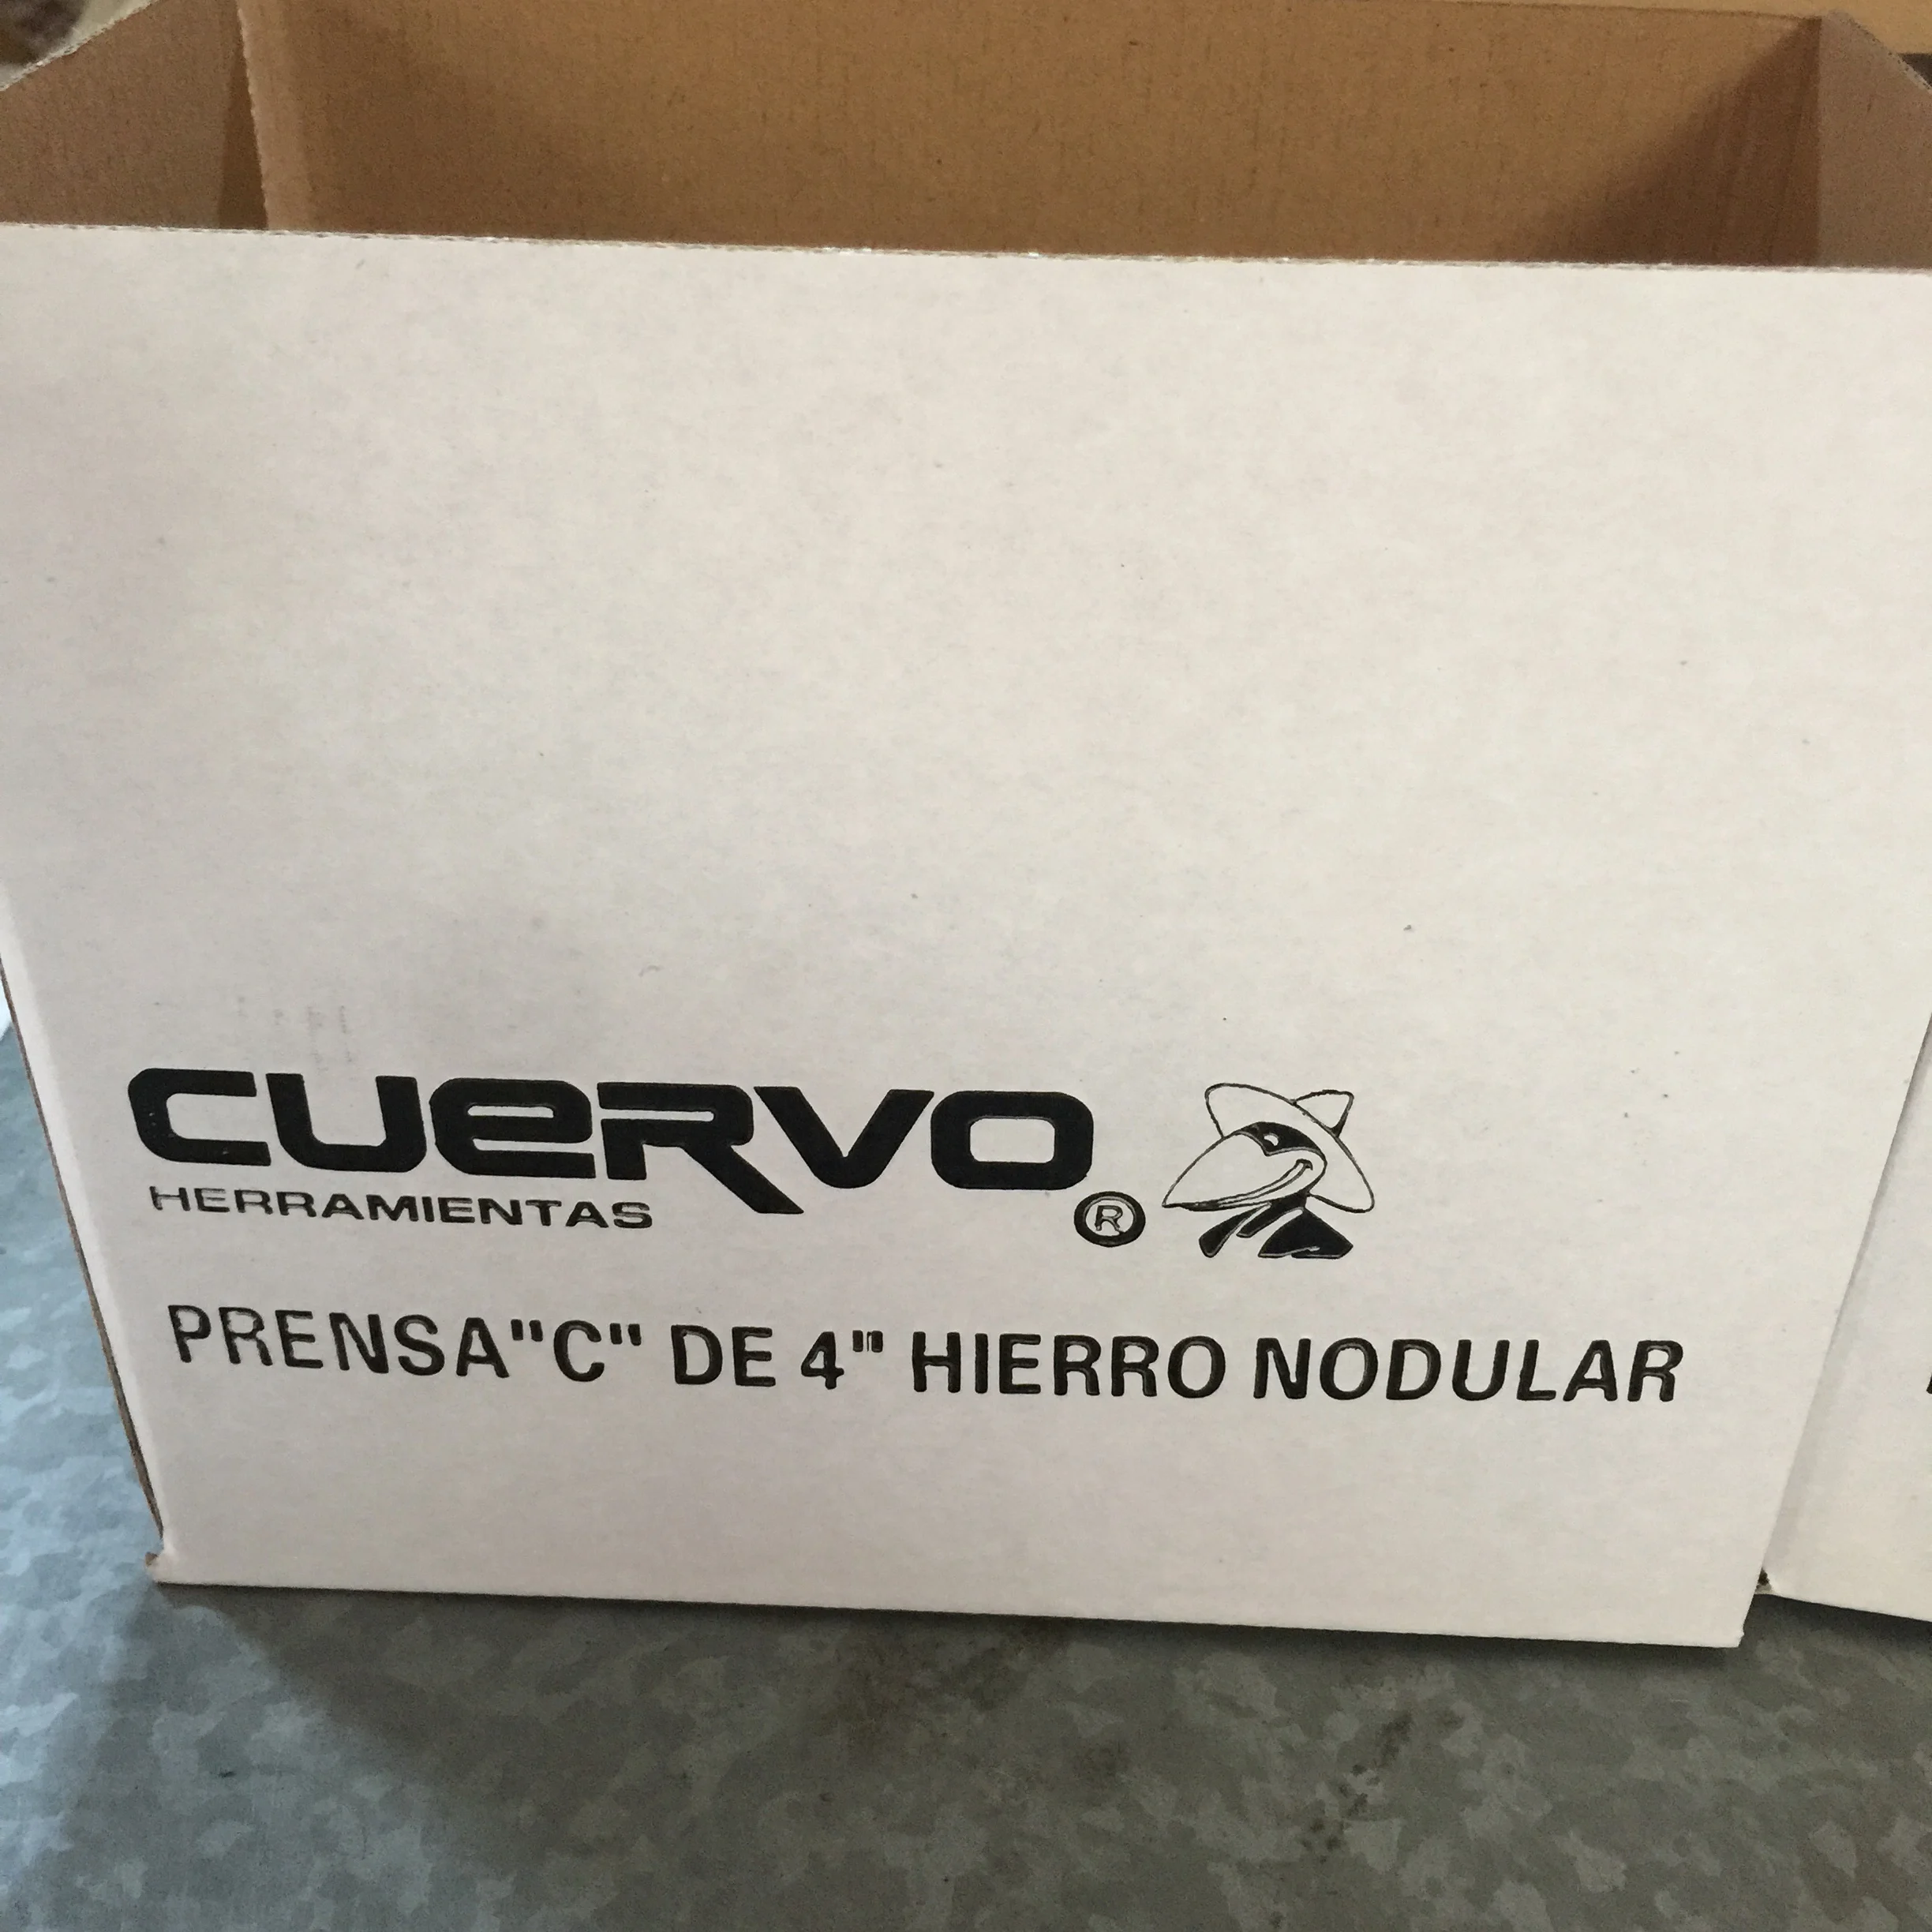 CUERVO
HERRAMIENTAS
®
PRENSA"C" DE 4" HIERRO NODULAR